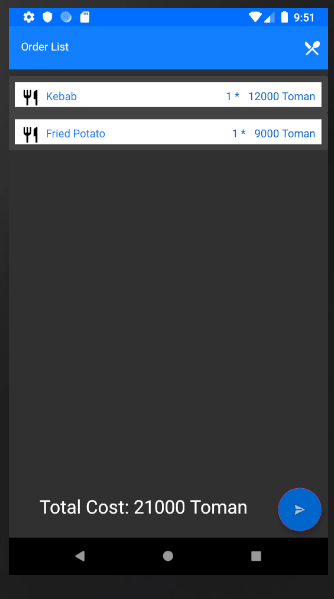 9:51
Order List
Kebab 1 * 12000 Toman
Fried Potato 1 * 9000 Toman
Total Cost: 21000 Toman